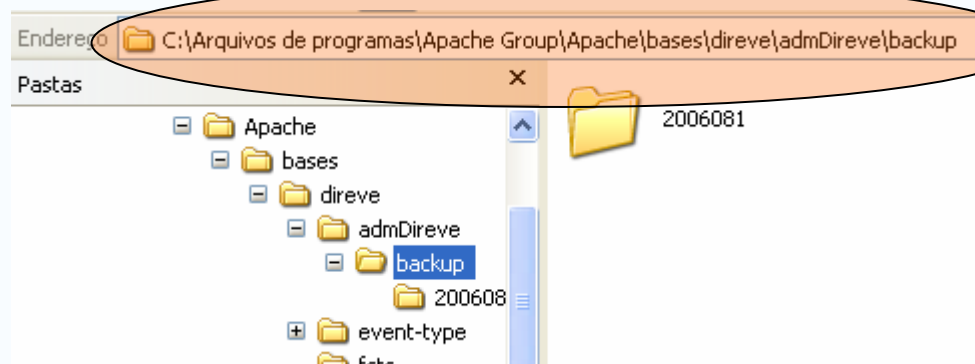 Endereço C:\Arquivos de programas\Apache Group\Apache\bases\direve\admDireve\backup
Pastas
Apache
2006081
bases
direve
admDireve
backup
200608
event-type